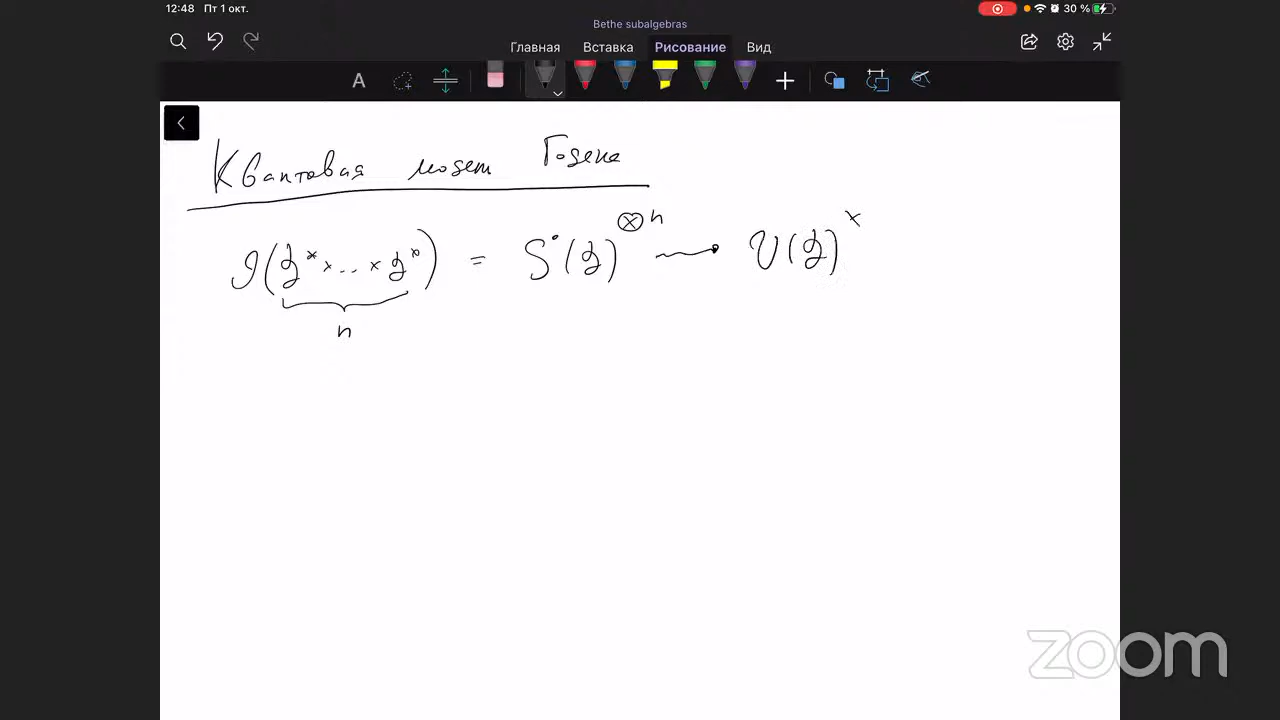 12:48 Пт 1 окт.
30 %
Bethe subalgebras
Главная Вставка Рисование Вид
A
Квантовая модель Годена
𝒪(𝔤* × ... × 𝔤*) = S•(𝔤)^⊗n ⟶ U(𝔤)^×
n
zoom